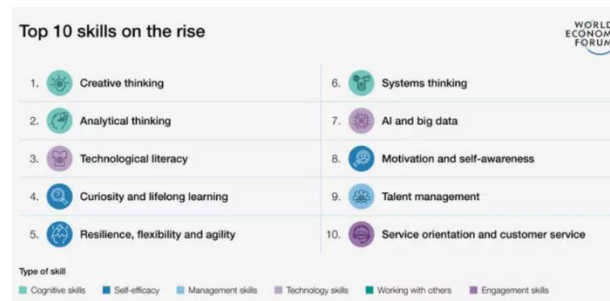 Top 10 skills on the rise
WORLD
ECONOM
FORUM
1. Creative thinking
2. Analytical thinking
3. Technological literacy
4. Curiosity and lifelong learning
5. Resilience, flexibility and agility
6. Systems thinking
7. AI and big data
8. Motivation and self-awareness
9. Talent management
10. Service orientation and customer service
Type of skill
Cognitive skills Self-efficacy Management skills Technology skills Working with others Engagement skills